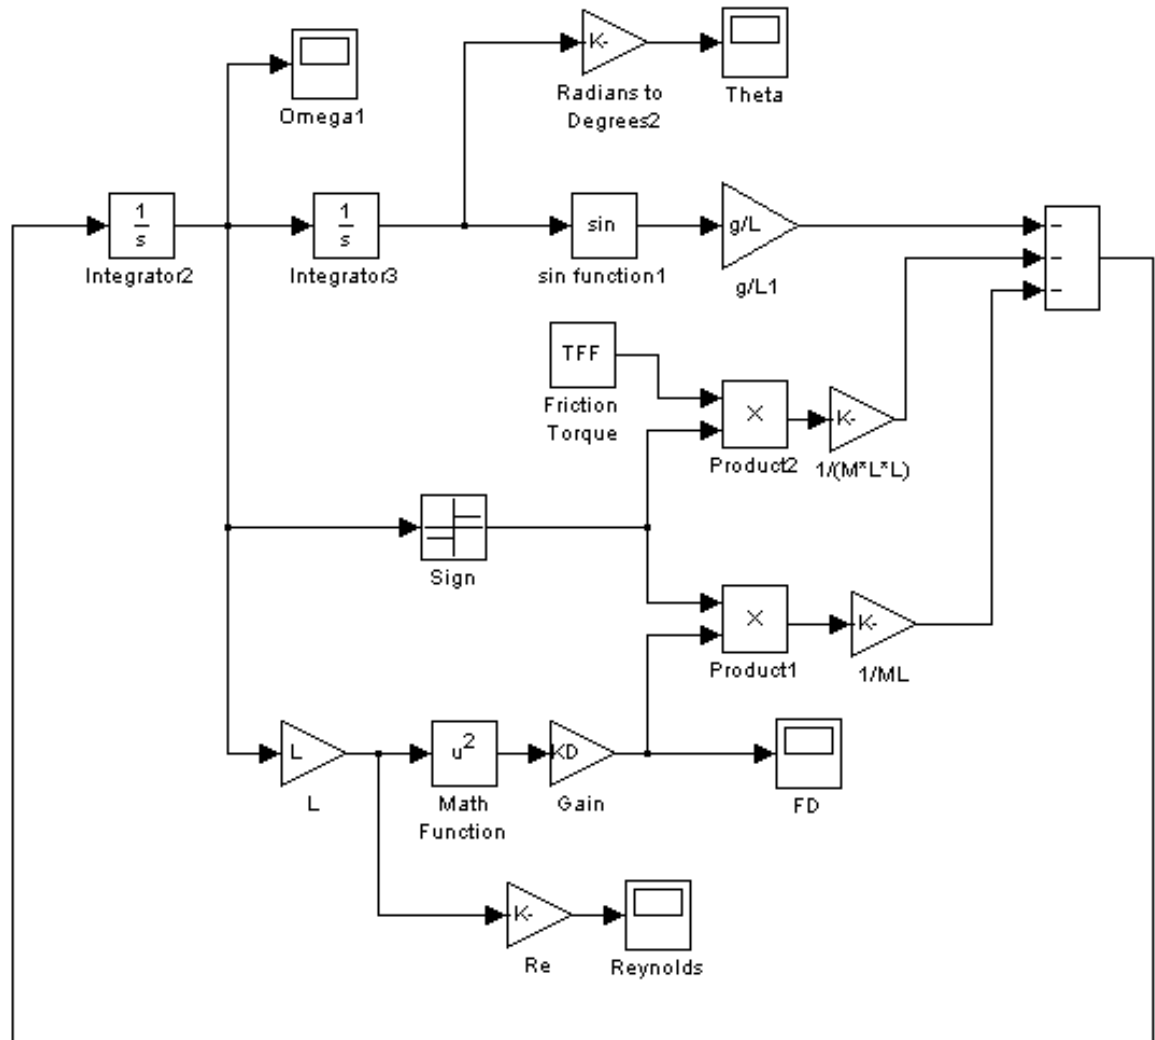 K-
Radians to
Degrees2
Theta
Omega1
1
s
Integrator2
1
s
Integrator3
sin
sin function1
g/L
g/L1
−
−
−
TFF
Friction
Torque
×
Product2
K-
1/(M*L*L)
Sign
×
Product1
K-
1/ML
L
L
u²
Math
Function
KD
Gain
FD
K-
Re
Reynolds